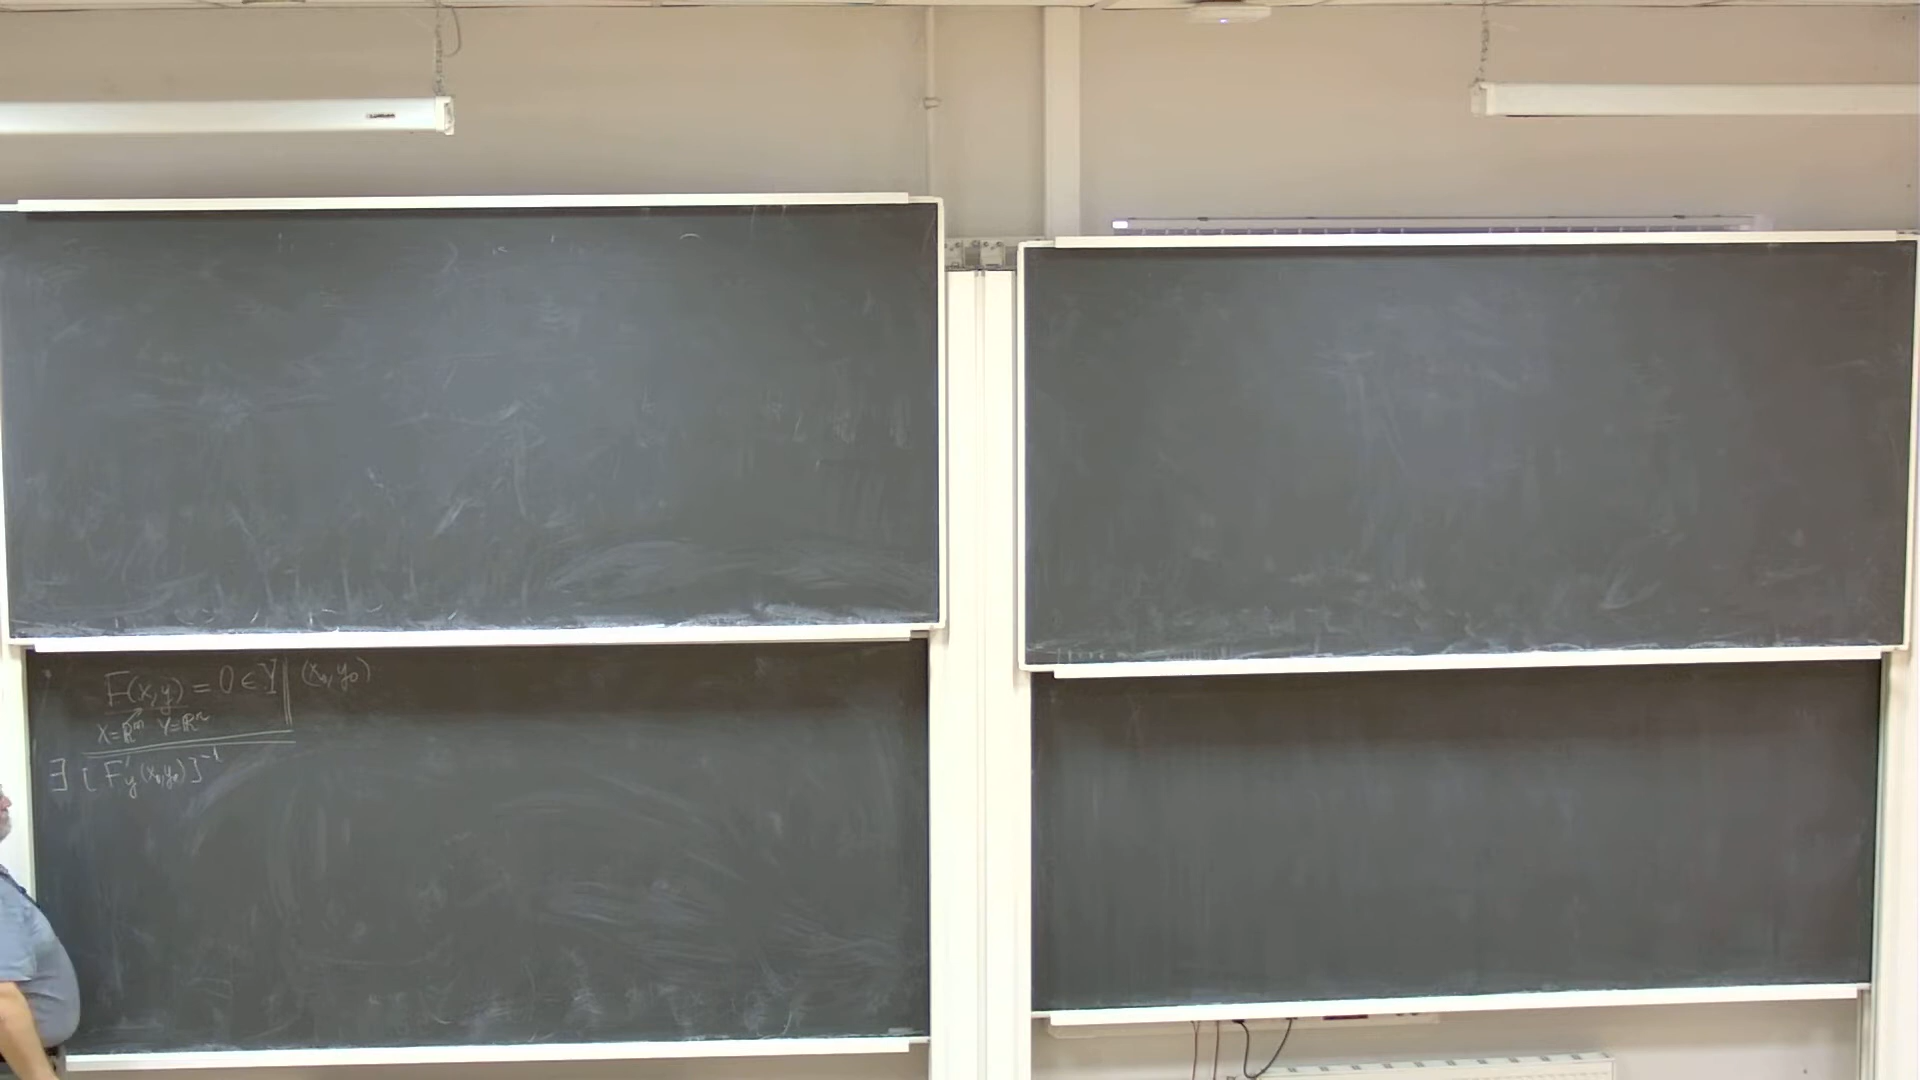 F(x,y) = 0 ∈ Y | (x₀,y₀)
X=ℝᵐ Y=ℝⁿ
∃ [F'y(x₀,y₀)]⁻¹